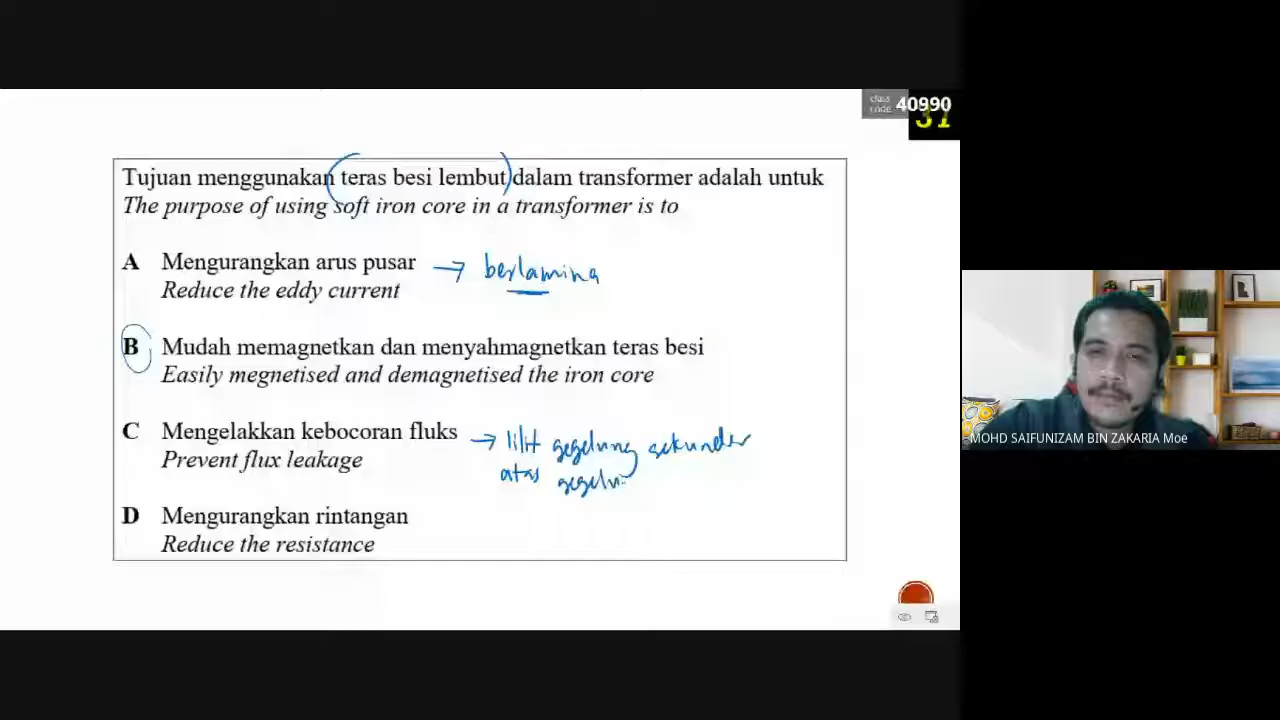 class
code 40990
37
Tujuan menggunakan teras besi lembut dalam transformer adalah untuk
The purpose of using soft iron core in a transformer is to
A Mengurangkan arus pusar → berlamina
Reduce the eddy current
B Mudah memagnetkan dan menyahmagnetkan teras besi
Easily megnetised and demagnetised the iron core
C Mengelakkan kebocoran fluks → lilit gegelung sekunder
Prevent flux leakage atas gegelu
D Mengurangkan rintangan
Reduce the resistance
MOHD SAIFUNIZAM BIN ZAKARIA Moe